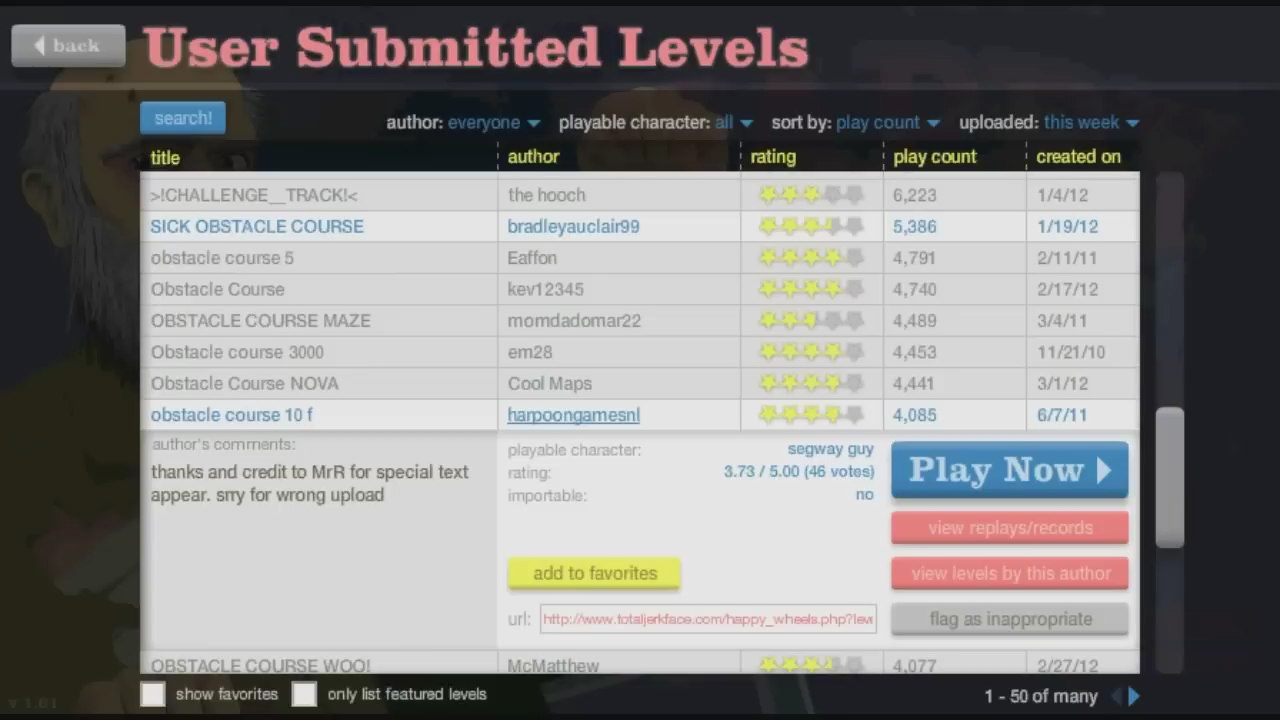 back
User Submitted Levels
search!
author: everyone playable character: all sort by: play count uploaded: this week
title author rating play count created on
>!CHALLENGE__TRACK!< the hooch 6,223 1/4/12
SICK OBSTACLE COURSE bradleyauclair99 5,386 1/19/12
obstacle course 5 Eaffon 4,791 2/11/11
Obstacle Course kev12345 4,740 2/17/12
OBSTACLE COURSE MAZE momdadomar22 4,489 3/4/11
Obstacle course 3000 em28 4,453 11/21/10
Obstacle Course NOVA Cool Maps 4,441 3/1/12
obstacle course 10 f harpoongamesnl 4,085 6/7/11
author's comments:
thanks and credit to MrR for special text
appear. srry for wrong upload
playable character: segway guy
rating: 3.73 / 5.00 (46 votes)
importable: no
add to favorites
url: http://www.totaljerkface.com/happy_wheels.php?leve
Play Now
view replays/records
view levels by this author
flag as inappropriate
OBSTACLE COURSE WOO! McMatthew 4,077 2/27/12
show favorites only list featured levels 1 - 50 of many